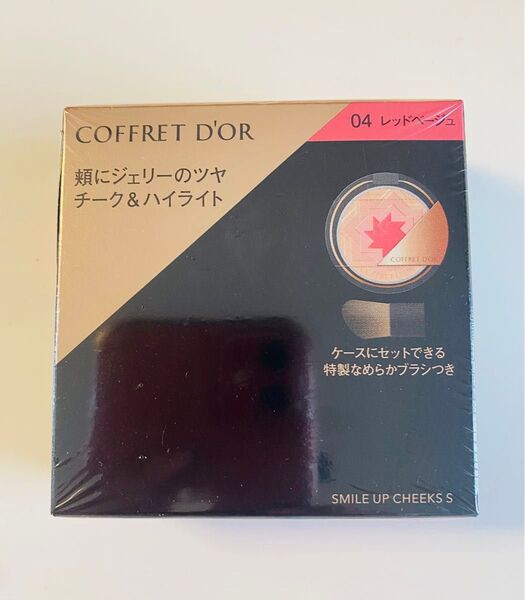 COFFRET D'OR
04 レッドベージュ
頬にジェリーのツヤ
チーク&ハイライト
COFFRET D'OR
ケースにセットできる
特製なめらかブラシつき
SMILE UP CHEEKS S